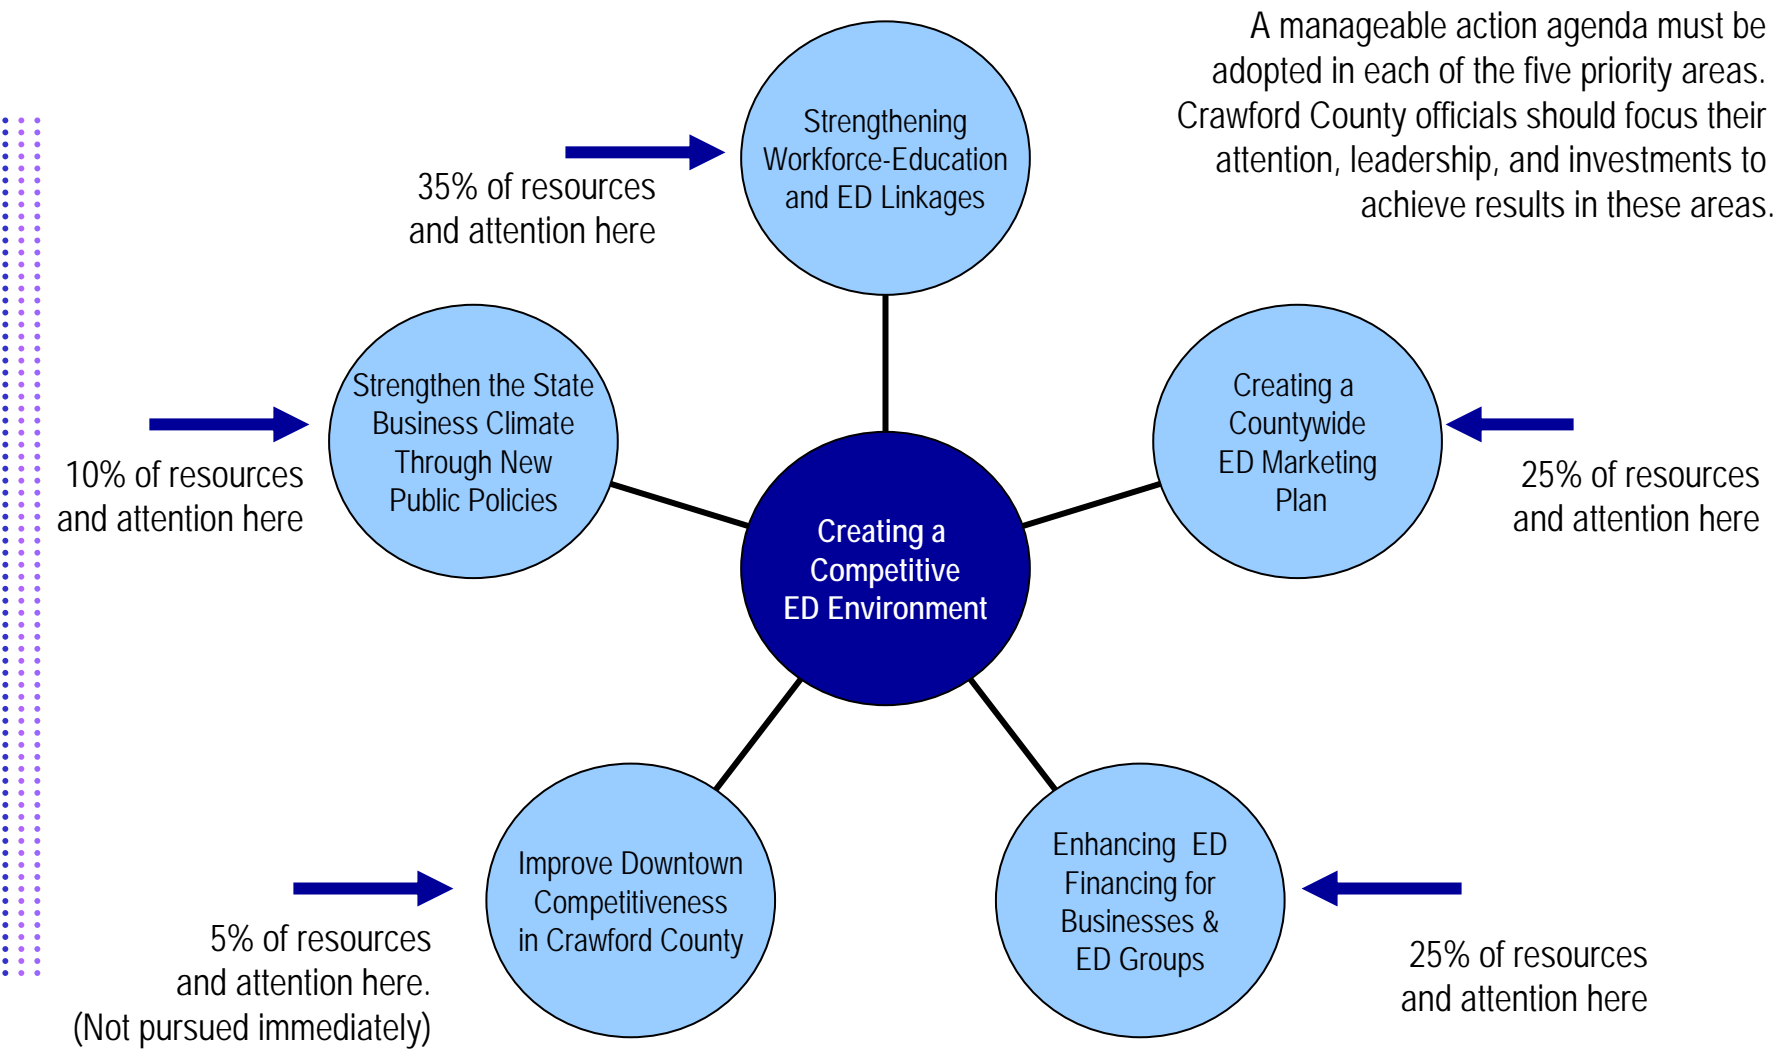 A manageable action agenda must be
adopted in each of the five priority areas.
Crawford County officials should focus their
attention, leadership, and investments to
achieve results in these areas.
Strengthening
Workforce-Education
and ED Linkages
35% of resources
and attention here
Strengthen the State
Business Climate
Through New
Public Policies
10% of resources
and attention here
Creating a
Countywide
ED Marketing
Plan
25% of resources
and attention here
Creating a
Competitive
ED Environment
Improve Downtown
Competitiveness
in Crawford County
5% of resources
and attention here.
(Not pursued immediately)
Enhancing ED
Financing for
Businesses &
ED Groups
25% of resources
and attention here